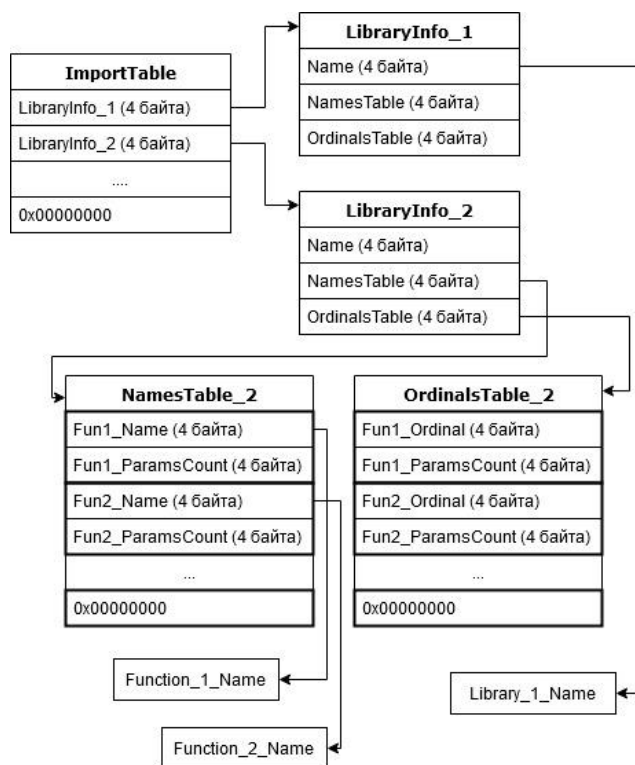 ImportTable
LibraryInfo_1 (4 байта)
LibraryInfo_2 (4 байта)
....
0x00000000
LibraryInfo_1
Name (4 байта)
NamesTable (4 байта)
OrdinalsTable (4 байта)
LibraryInfo_2
Name (4 байта)
NamesTable (4 байта)
OrdinalsTable (4 байта)
NamesTable_2
Fun1_Name (4 байта)
Fun1_ParamsCount (4 байта)
Fun2_Name (4 байта)
Fun2_ParamsCount (4 байта)
...
0x00000000
OrdinalsTable_2
Fun1_Ordinal (4 байта)
Fun1_ParamsCount (4 байта)
Fun2_Ordinal (4 байта)
Fun2_ParamsCount (4 байта)
...
0x00000000
Function_1_Name
Library_1_Name
Function_2_Name